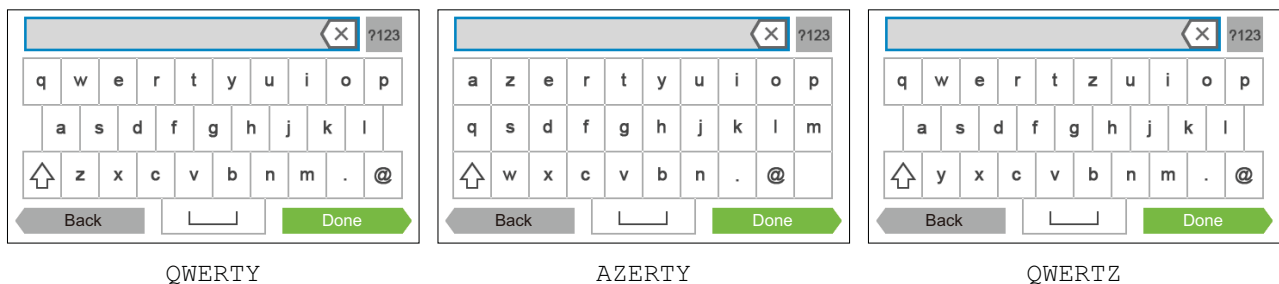 ?123
q w e r t y u i o p
a s d f g h j k l
z x c v b n m . @
Back Done
QWERTY
?123
a z e r t y u i o p
q s d f g h j k l m
w x c v b n . @
Back Done
AZERTY
?123
q w e r t z u i o p
a s d f g h j k l
y x c v b n m . @
Back Done
QWERTZ